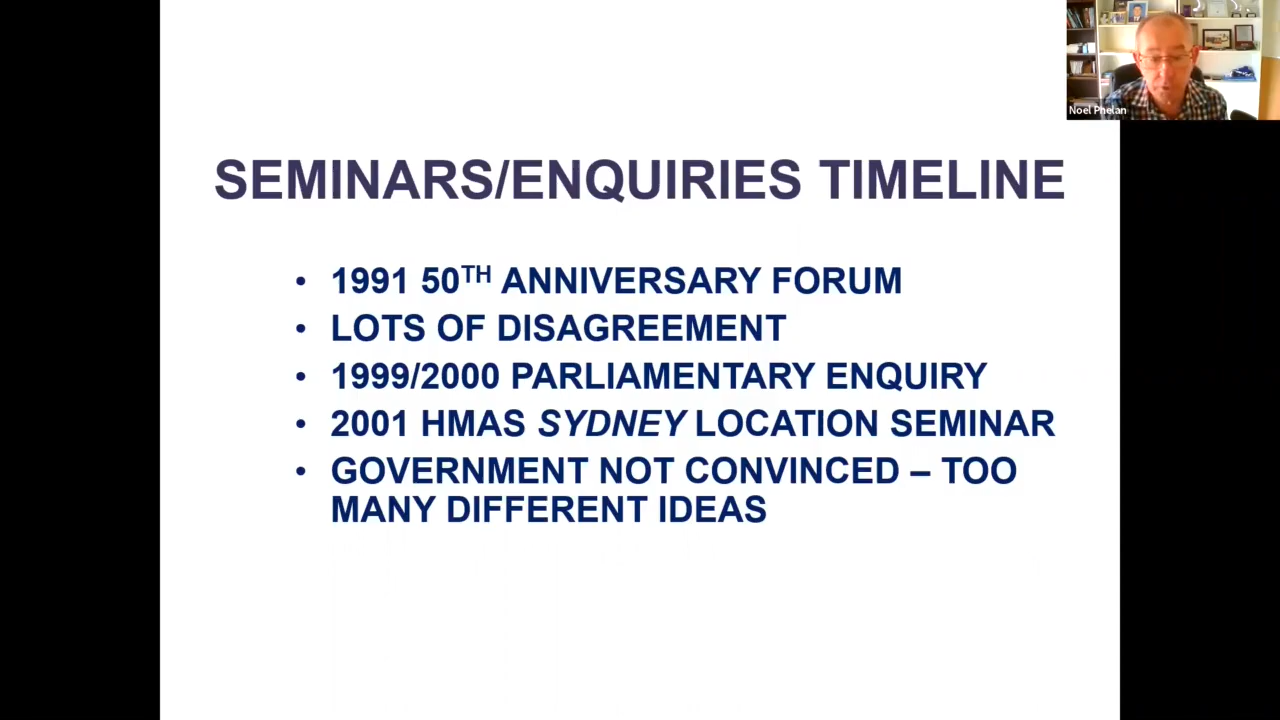 Noel Phelan
SEMINARS/ENQUIRIES TIMELINE
• 1991 50TH ANNIVERSARY FORUM
• LOTS OF DISAGREEMENT
• 1999/2000 PARLIAMENTARY ENQUIRY
• 2001 HMAS SYDNEY LOCATION SEMINAR
• GOVERNMENT NOT CONVINCED – TOO
MANY DIFFERENT IDEAS